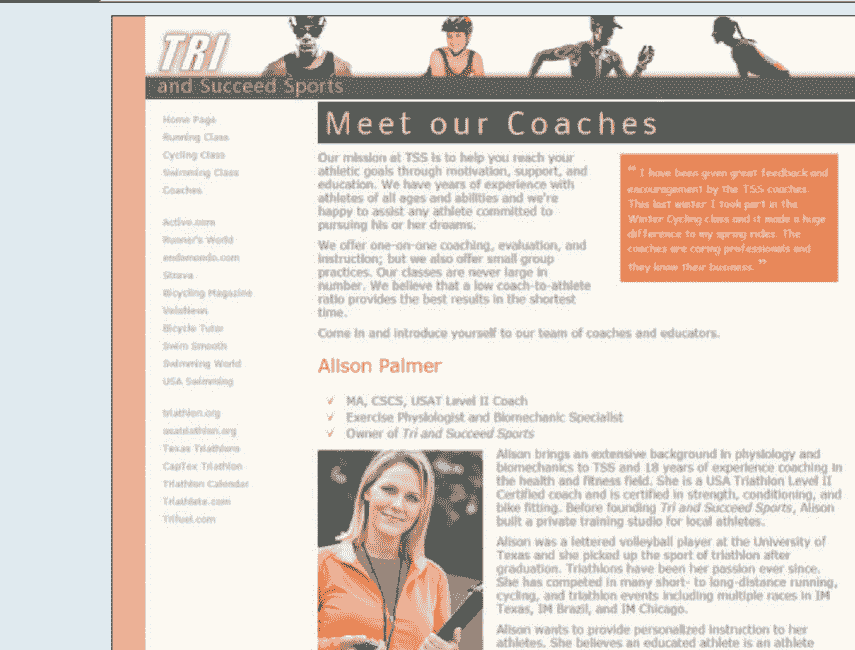 TRI
and Succeed Sports
Home Page
Running Class
Cycling Class
Swimming Class
Coaches
Active.com
Runner's World
endomondo.com
Strava
Bicycling Magazine
VeloNews
Bicycle Tutor
Swim Smooth
Swimming World
USA Swimming
triathlon.org
usatriathlon.org
Texas Triathlons
CapTex Triathlon
Triathlon Calendar
Triathlete.com
Trifuel.com
Meet our Coaches
Our mission at TSS is to help you reach your
athletic goals through motivation, support, and
education. We have years of experience with
athletes of all ages and abilities and we're
happy to assist any athlete committed to
pursuing his or her dreams.
We offer one-on-one coaching, evaluation, and
instruction; but we also offer small group
practices. Our classes are never large in
number. We believe that a low coach-to-athlete
ratio provides the best results in the shortest
time.
Come in and introduce yourself to our team of coaches and educators.
“ I have been given great feedback and
encouragement by the TSS coaches.
This last winter I took part in the
Winter Cycling class and it made a huge
difference to my spring rides. The
coaches are caring professionals and
they know their business. ”
Alison Palmer
✓ MA, CSCS, USAT Level II Coach
✓ Exercise Physiologist and Biomechanic Specialist
✓ Owner of Tri and Succeed Sports
Alison brings an extensive background in physiology and
biomechanics to TSS and 18 years of experience coaching in
the health and fitness field. She is a USA Triathlon Level II
Certified coach and is certified in strength, conditioning, and
bike fitting. Before founding Tri and Succeed Sports, Alison
built a private training studio for local athletes.
Alison was a lettered volleyball player at the University of
Texas and she picked up the sport of triathlon after
graduation. Triathlons have been her passion ever since.
She has competed in many short- to long-distance running,
cycling, and triathlon events including multiple races in IM
Texas, IM Brazil, and IM Chicago.
Alison wants to provide personalized instruction to her
athletes. She believes an educated athlete is an athlete